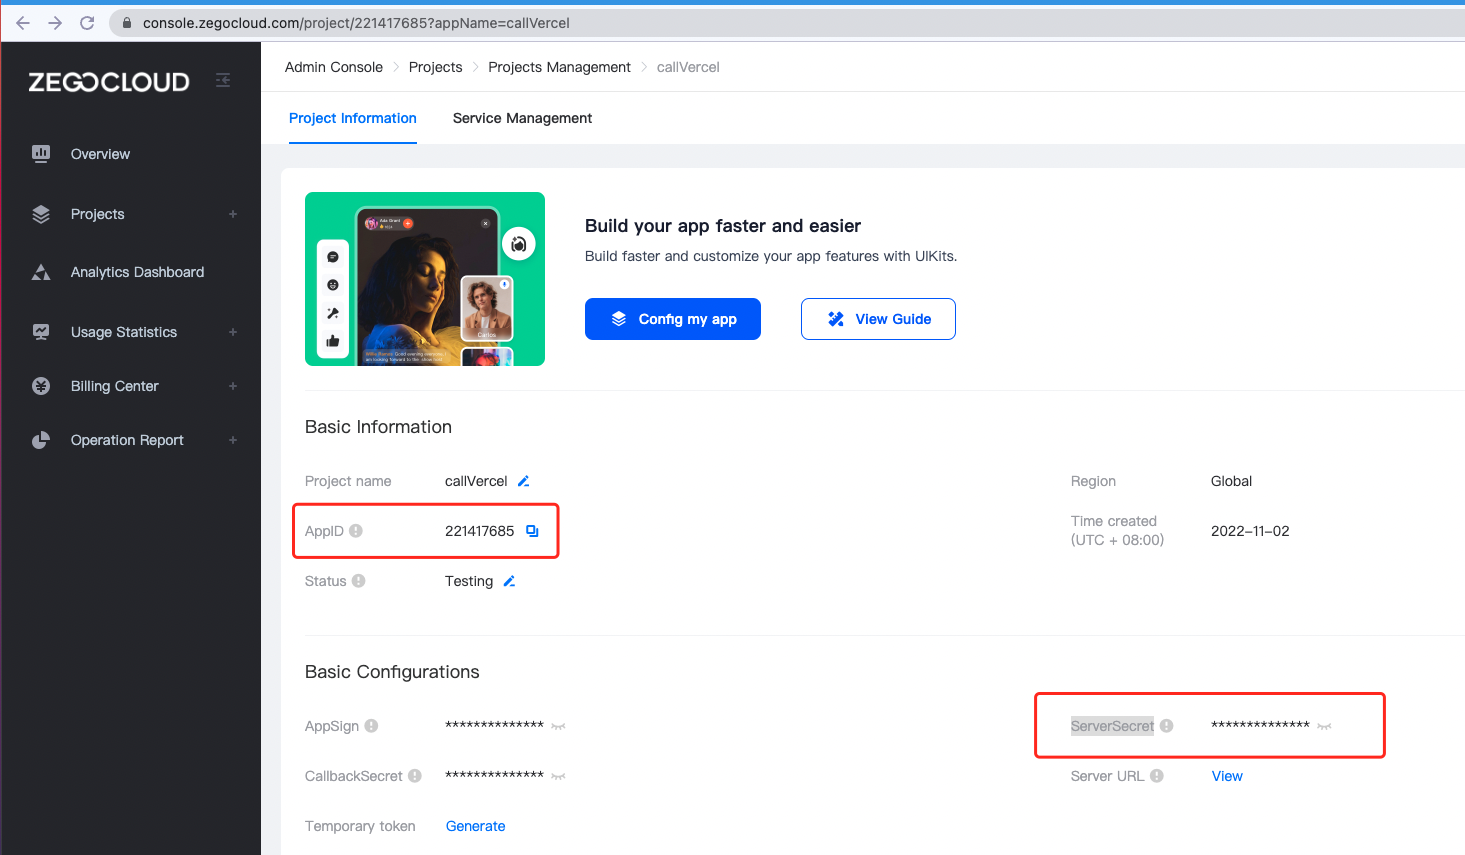 console.zegocloud.com/project/221417685?appName=callVercel
ZEGOCLOUD
Overview
Projects +
Analytics Dashboard
Usage Statistics +
Billing Center +
Operation Report +
Admin Console > Projects > Projects Management > callVercel
Project Information Service Management
Carlos
Build your app faster and easier
Build faster and customize your app features with UIKits.
Config my app View Guide
Basic Information
Project name callVercel Region Global
AppID 221417685 Time created
(UTC + 08:00) 2022-11-02
Status Testing
Basic Configurations
AppSign ************** ServerSecret **************
CallbackSecret ************** Server URL View
Temporary token Generate